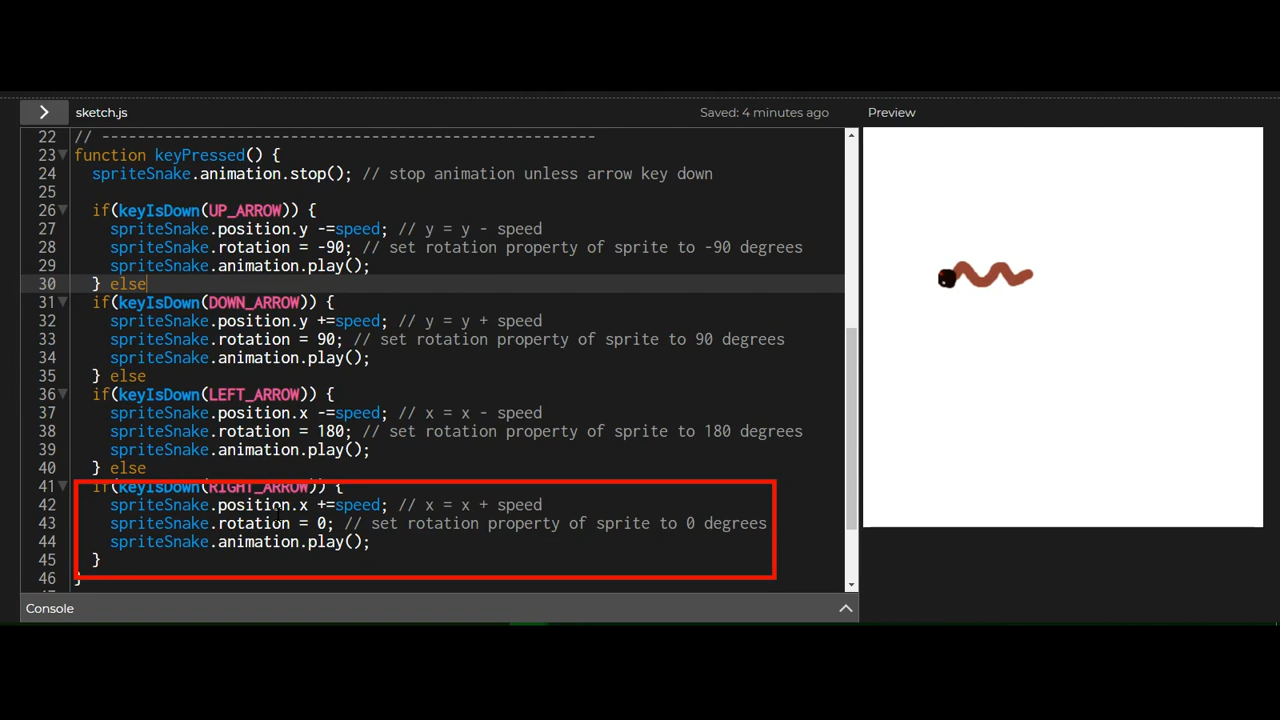 sketch.js
Saved: 4 minutes ago
Preview
22 // -------------------------------------------------------
23 function keyPressed() {
24 spriteSnake.animation.stop(); // stop animation unless arrow key down
25
26 if(keyIsDown(UP_ARROW)) {
27 spriteSnake.position.y -=speed; // y = y - speed
28 spriteSnake.rotation = -90; // set rotation property of sprite to -90 degrees
29 spriteSnake.animation.play();
30 } else
31 if(keyIsDown(DOWN_ARROW)) {
32 spriteSnake.position.y +=speed; // y = y + speed
33 spriteSnake.rotation = 90; // set rotation property of sprite to 90 degrees
34 spriteSnake.animation.play();
35 } else
36 if(keyIsDown(LEFT_ARROW)) {
37 spriteSnake.position.x -=speed; // x = x - speed
38 spriteSnake.rotation = 180; // set rotation property of sprite to 180 degrees
39 spriteSnake.animation.play();
40 } else
41 if(keyIsDown(RIGHT_ARROW)) {
42 spriteSnake.position.x +=speed; // x = x + speed
43 spriteSnake.rotation = 0; // set rotation property of sprite to 0 degrees
44 spriteSnake.animation.play();
45 }
46 }
Console